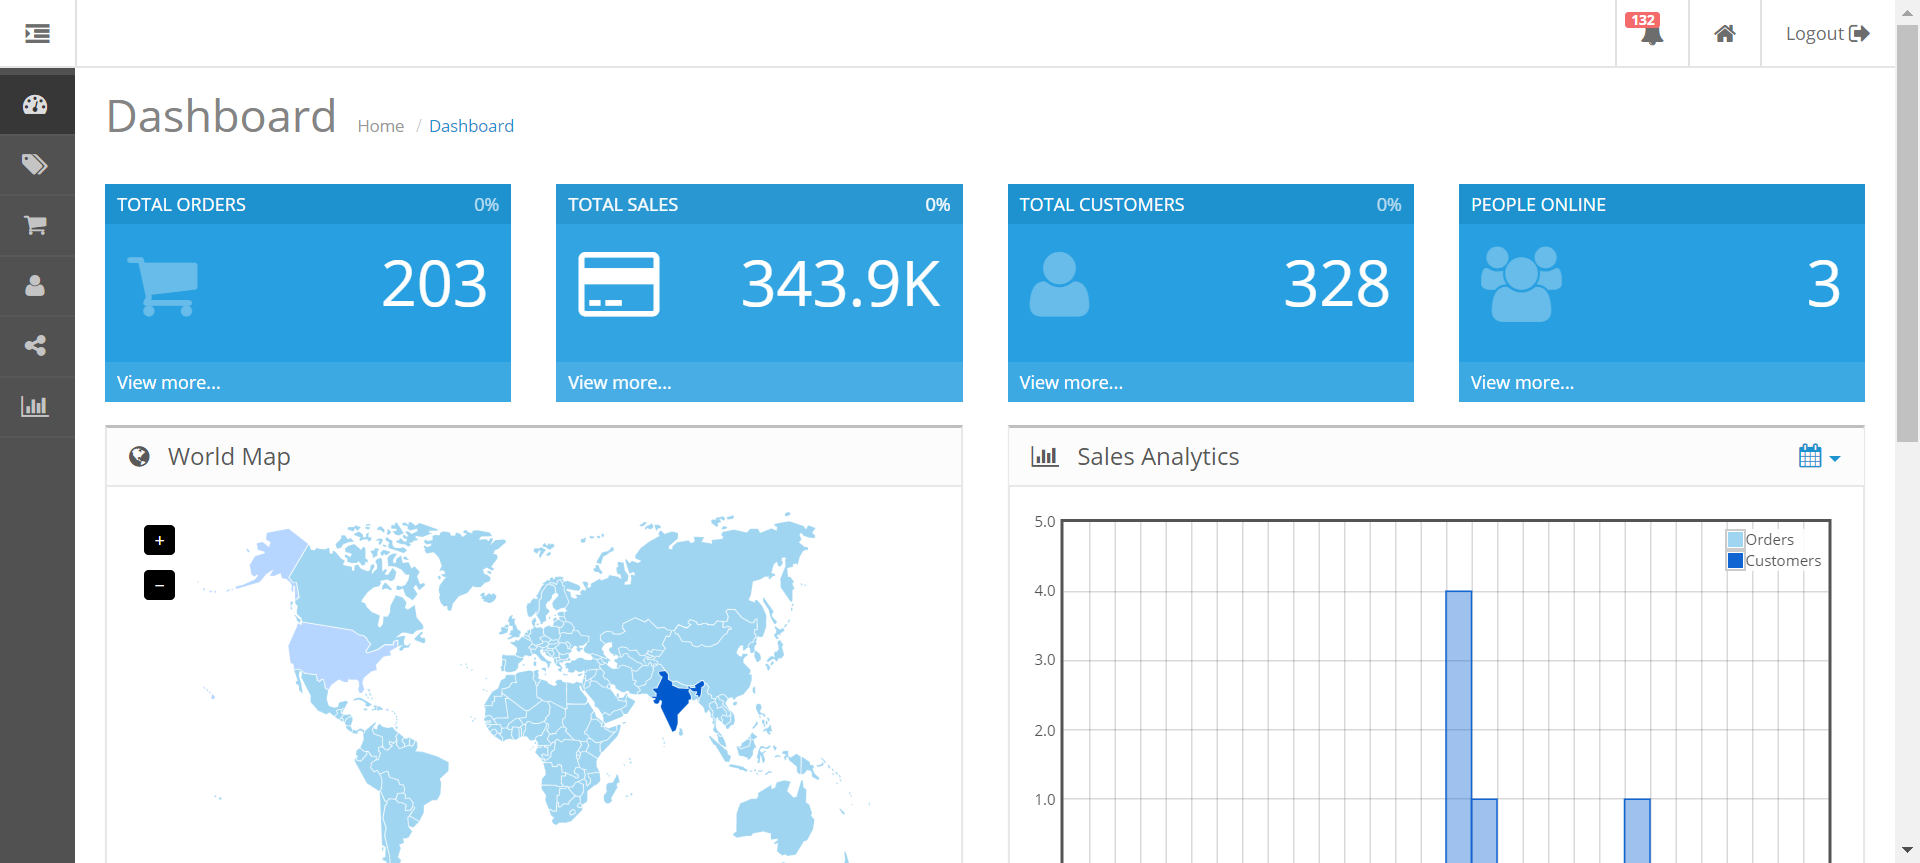 132
Logout
Dashboard Home / Dashboard
TOTAL ORDERS 0%
203
View more...
TOTAL SALES 0%
343.9K
View more...
TOTAL CUSTOMERS 0%
328
View more...
PEOPLE ONLINE
3
View more...
World Map
+
−
Sales Analytics
5.0
4.0
3.0
2.0
1.0
Orders
Customers